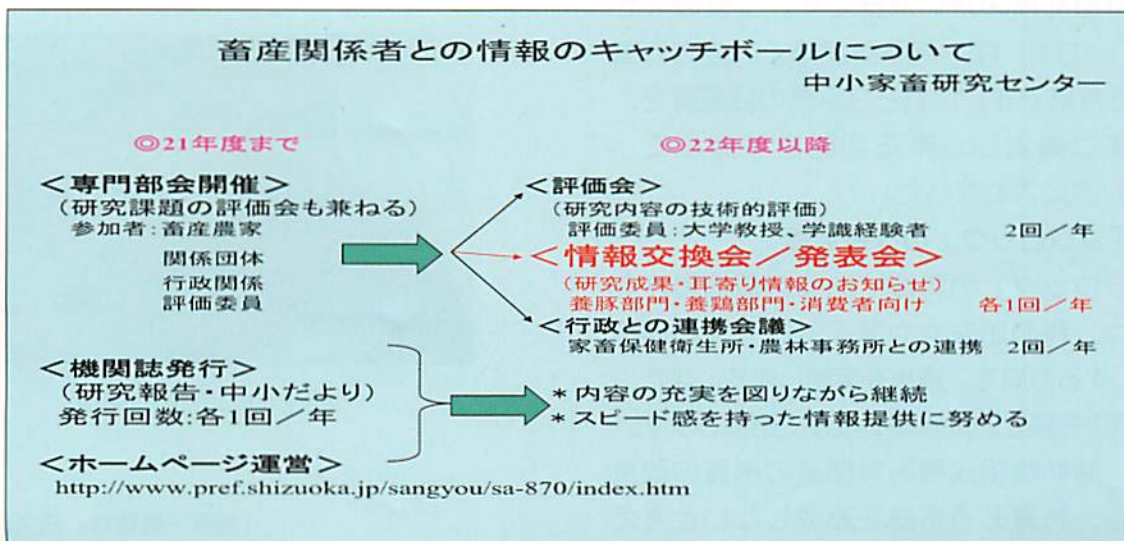 畜産関係者との情報のキャッチボールについて
中小家畜研究センター
◎21年度まで
＜専門部会開催＞
（研究課題の評価会も兼ねる）
参加者：畜産農家
関係団体
行政関係
評価委員
＜機関誌発行＞
（研究報告・中小だより）
発行回数：各1回／年
＜ホームページ運営＞
http://www.pref.shizuoka.jp/sangyou/sa-870/index.htm
◎22年度以降
＜評価会＞
（研究内容の技術的評価）
評価委員：大学教授、学識経験者 2回／年
＜情報交換会／発表会＞
（研究成果・耳寄り情報のお知らせ）
養豚部門・養鶏部門・消費者向け 各1回／年
＜行政との連携会議＞
家畜保健衛生所・農林事務所との連携 2回／年
＊内容の充実を図りながら継続
＊スピード感を持った情報提供に努める